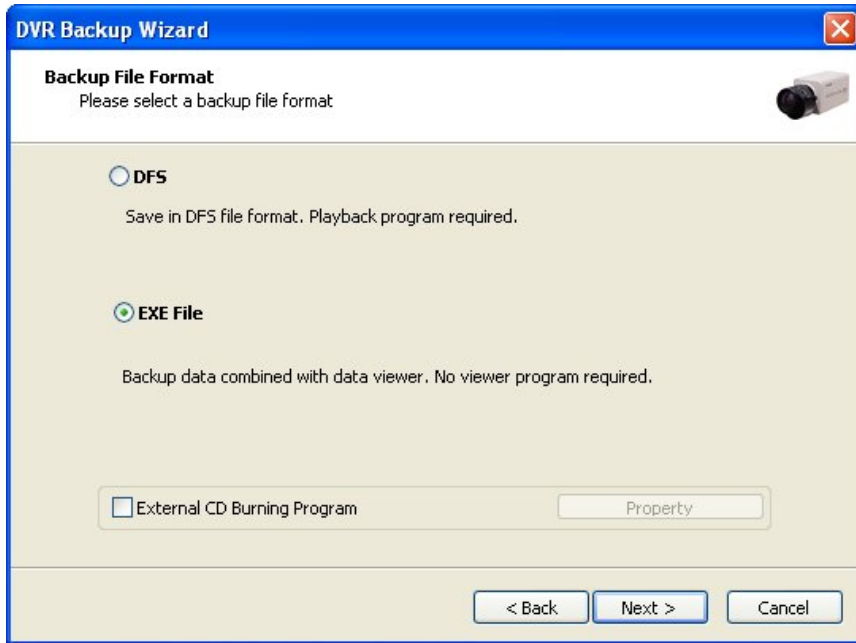 DVR Backup Wizard
Backup File Format
Please select a backup file format
DFS
Save in DFS file format. Playback program required.
EXE File
Backup data combined with data viewer. No viewer program required.
External CD Burning Program
Property
< Back
Next >
Cancel